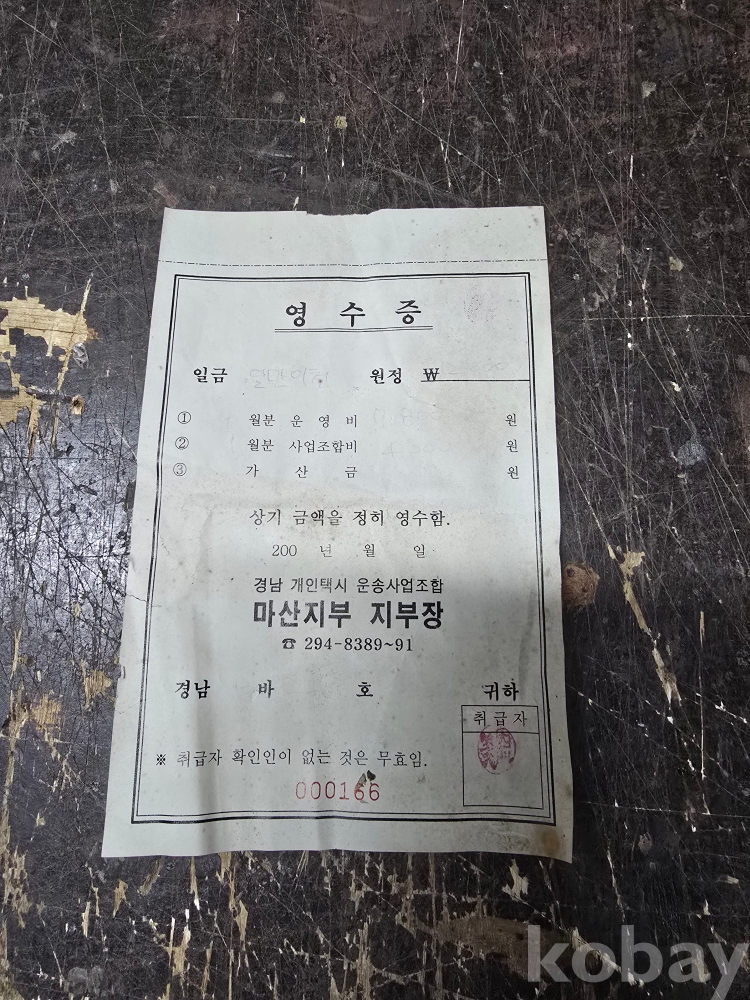 영 수 증
일금 원정 ₩
① 월분 운 영 비 원
② 월분 사업조합비 원
③ 가 산 금 원
상기 금액을 정히 영수함.
200 년 월 일
경남 개인택시 운송사업조합
마산지부 지부장
☎ 294-8389~91
경남 바 호 귀하
취급자
※ 취급자 확인인이 없는 것은 무효임.
000166
kobay